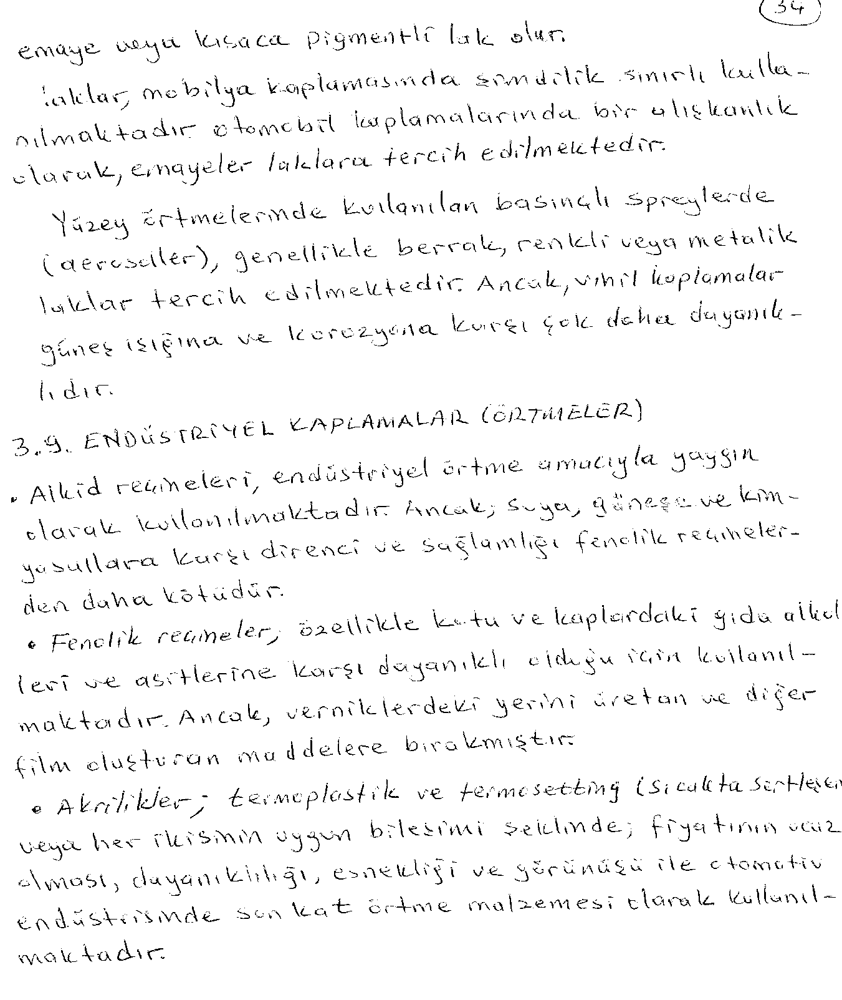 34
emaye veya kısaca pigmentli lak olur.
laklar, mobilya kaplamasında şimdilik sınırlı kulla-
nılmaktadır. otomobil kaplamalarında bir alışkanlık
olarak, emayeler laklara tercih edilmektedir.
Yüzey örtmelerinde kullanılan basınçlı spreylerde
(aerosoller), genellikle berrak, renkli veya metalik
laklar tercih edilmektedir. Ancak, vinil kaplamalar
güneş ışığına ve korozyona karşı çok daha dayanık-
lıdır.
3.9. ENDÜSTRİYEL KAPLAMALAR (ÖRTMELER)
• Alkid reçineleri, endüstriyel örtme amacıyla yaygın
olarak kullanılmaktadır. Ancak; suya, güneşe ve kim-
yasallara karşı direnci ve sağlamlığı fenolik reçineler-
den daha kötüdür.
• Fenolik reçineler, özellikle kutu ve kaplardaki gıda alkol
leri ve asitlerine karşı dayanıklı olduğu için kullanıl-
maktadır. Ancak, verniklerdeki yerini üretan ve diğer
film oluşturan maddelere bırakmıştır.
• Akrilikler; termoplastik ve termosetting (sıcakta sertleşen
veya her ikisinin uygun bileşimi şeklinde; fiyatının ucuz
olması, dayanıklılığı, esnekliği ve görünüşü ile otomotiv
endüstrisinde son kat örtme malzemesi olarak kullanıl-
maktadır.